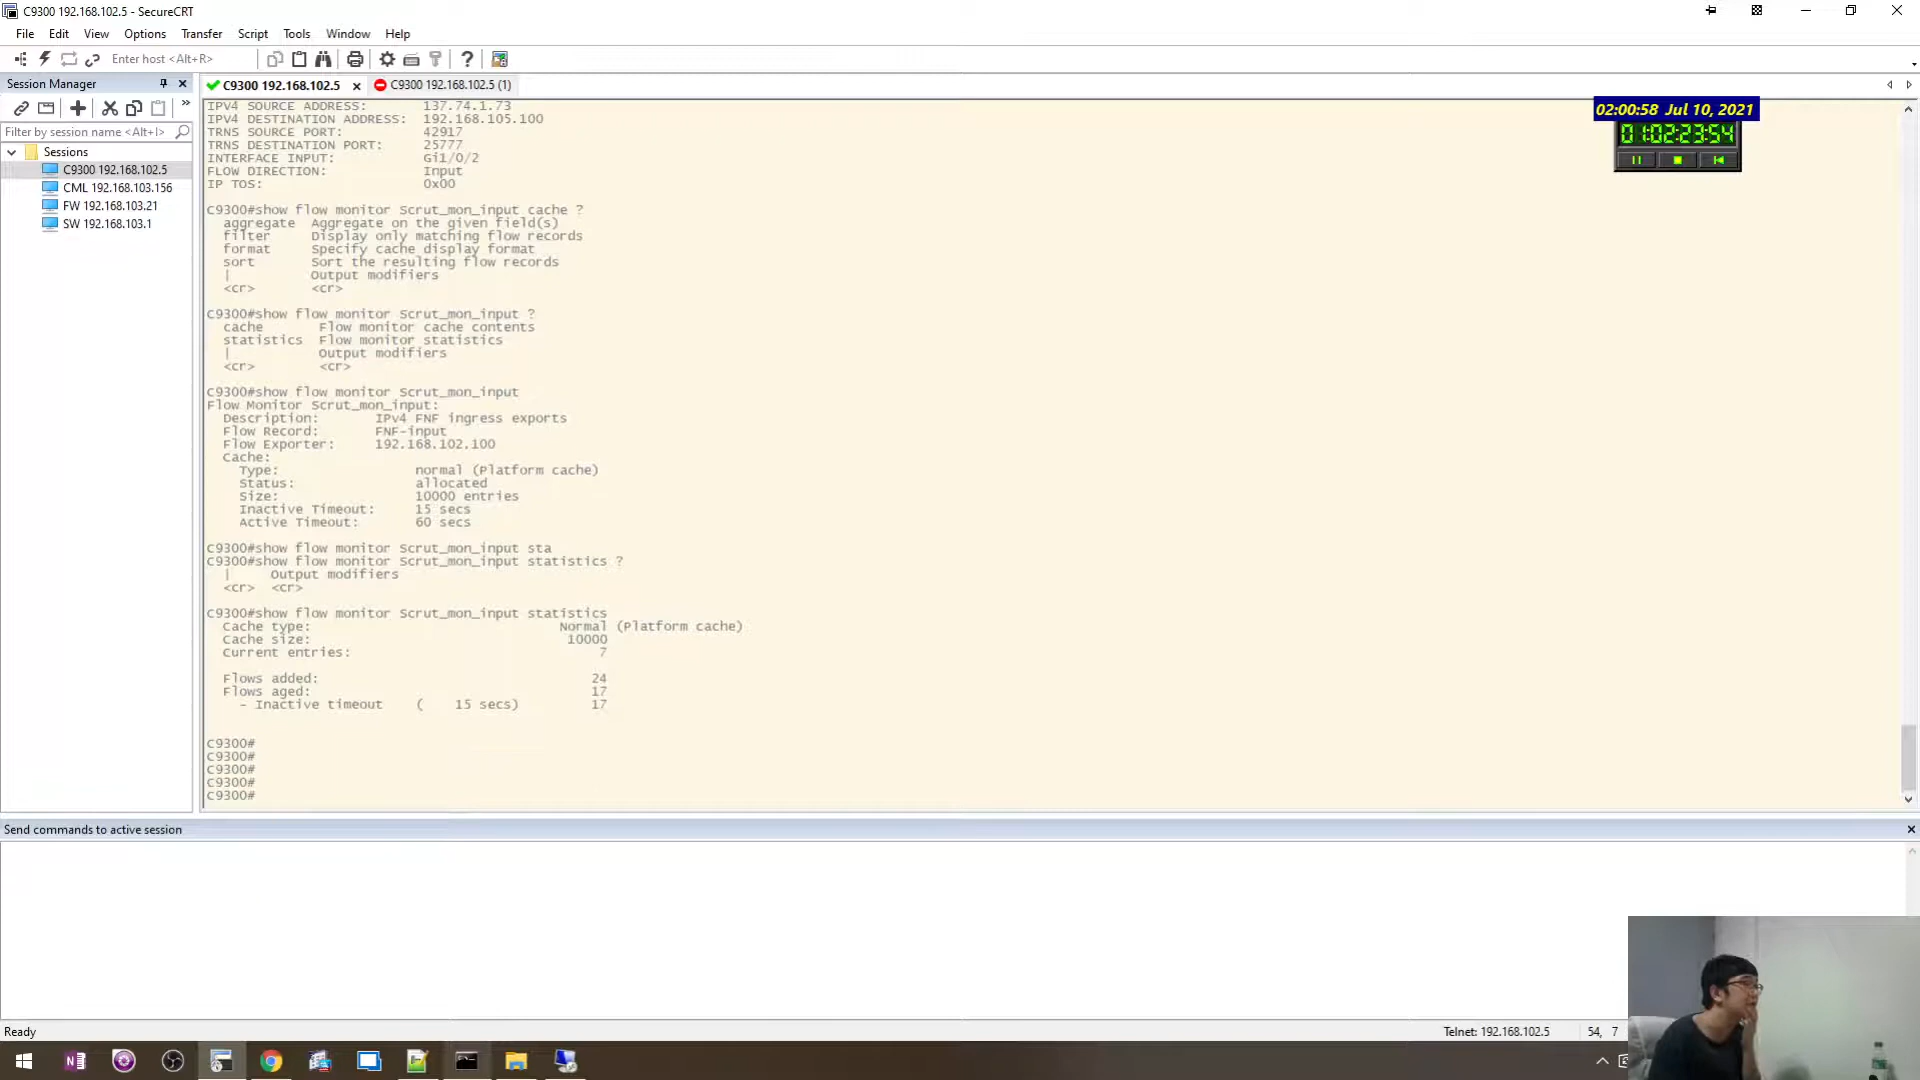 C9300 192.168.102.5 - SecureCRT
File Edit View Options Transfer Script Tools Window Help
Enter host <Alt+R>
Session Manager
C9300 192.168.102.5
C9300 192.168.102.5 (1)
Filter by session name <Alt+I>
Sessions
C9300 192.168.102.5
CML 192.168.103.156
FW 192.168.103.21
SW 192.168.103.1
02:00:58 Jul 10, 2021
01:02:23:54
IPV4 SOURCE ADDRESS: 137.74.1.73
IPV4 DESTINATION ADDRESS: 192.168.105.100
TRNS SOURCE PORT: 42917
TRNS DESTINATION PORT: 25777
INTERFACE INPUT: Gi1/0/2
FLOW DIRECTION: Input
IP TOS: 0x00
C9300#show flow monitor Scrut_mon_input cache ?
aggregate Aggregate on the given field(s)
filter Display only matching flow records
format Specify cache display format
sort Sort the resulting flow records
| Output modifiers
<cr> <cr>
C9300#show flow monitor Scrut_mon_input ?
cache Flow monitor cache contents
statistics Flow monitor statistics
| Output modifiers
<cr> <cr>
C9300#show flow monitor Scrut_mon_input
Flow Monitor Scrut_mon_input:
Description: IPv4 FNF ingress exports
Flow Record: FNF-input
Flow Exporter: 192.168.102.100
Cache:
Type: normal (Platform cache)
Status: allocated
Size: 10000 entries
Inactive Timeout: 15 secs
Active Timeout: 60 secs
C9300#show flow monitor Scrut_mon_input sta
C9300#show flow monitor Scrut_mon_input statistics ?
| Output modifiers
<cr> <cr>
C9300#show flow monitor Scrut_mon_input statistics
Cache type: Normal (Platform cache)
Cache size: 10000
Current entries: 7
Flows added: 24
Flows aged: 17
- Inactive timeout ( 15 secs) 17
C9300#
C9300#
C9300#
C9300#
C9300#
Send commands to active session
Ready
Telnet: 192.168.102.5 54, 7